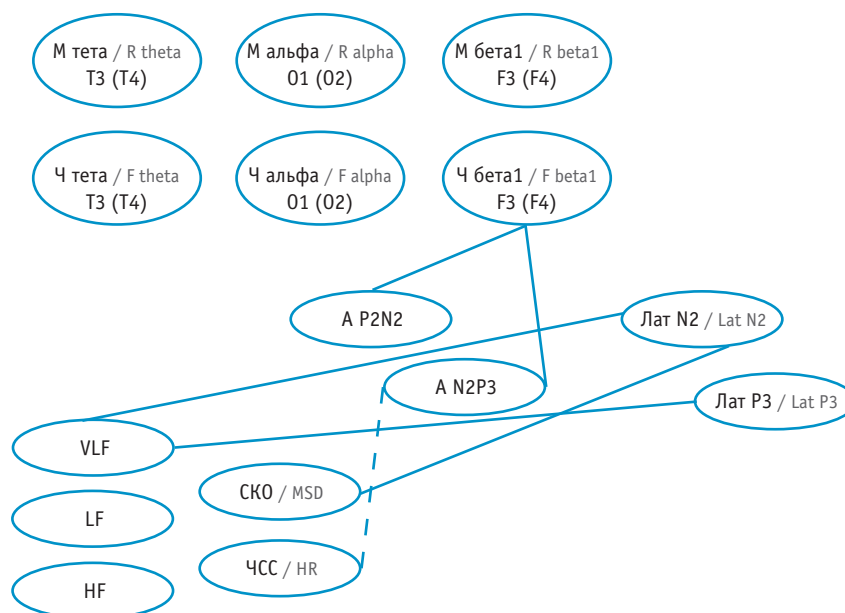 М тета / R theta
T3 (T4)
М альфа / R alpha
O1 (O2)
М бета1 / R beta1
F3 (F4)
Ч тета / F theta
T3 (T4)
Ч альфа / F alpha
O1 (O2)
Ч бета1 / F beta1
F3 (F4)
А P2N2
Лат N2 / Lat N2
А N2P3
Лат P3 / Lat P3
VLF
СКО / MSD
LF
ЧСС / HR
HF